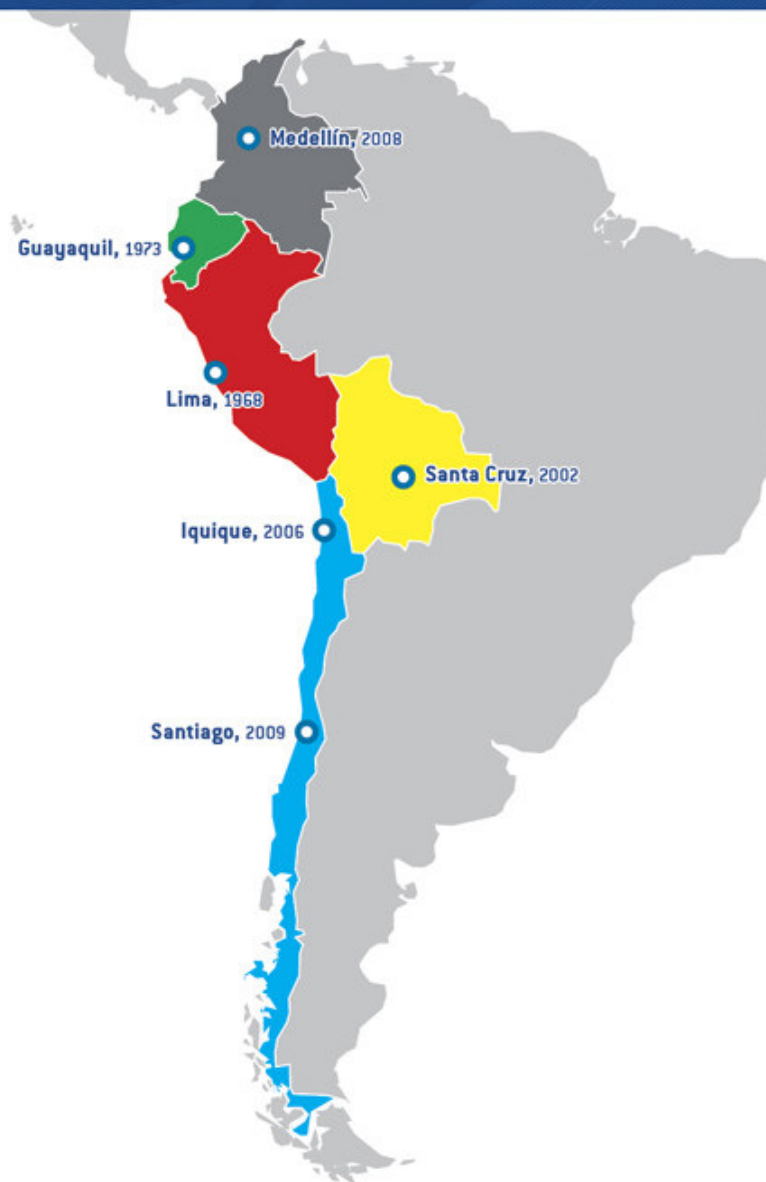 Medellín, 2008
Guayaquil, 1973
Lima, 1968
Santa Cruz, 2002
Iquique, 2006
Santiago, 2009